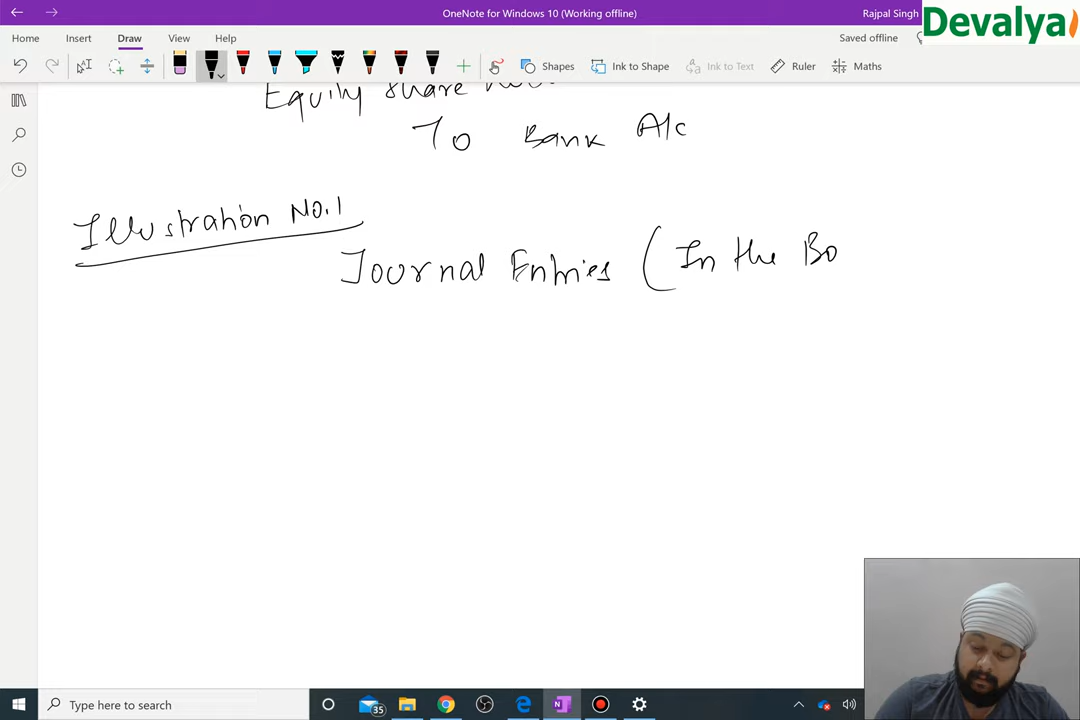 OneNote for Windows 10 (Working offline)
Rajpal Singh
Devalya
Home Insert Draw View Help
Saved offline
Shapes Ink to Shape Ink to Text Ruler Maths
Equity Share
To Bank A/c
Illustration No.1
Journal Entries (In the Bo
Type here to search
35